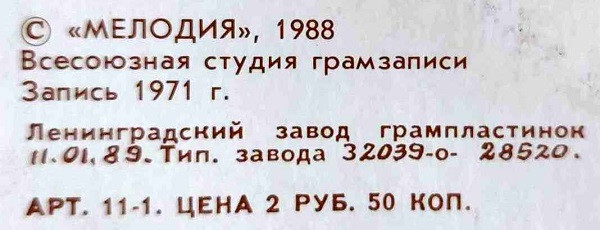 © «МЕЛОДИЯ», 1988
Всесоюзная студия грамзаписи
Запись 1971 г.
Ленинградский завод грампластинок
11.01.89. Тип. завода 32039-о- 28520.
АРТ. 11-1. ЦЕНА 2 РУБ. 50 КОП.